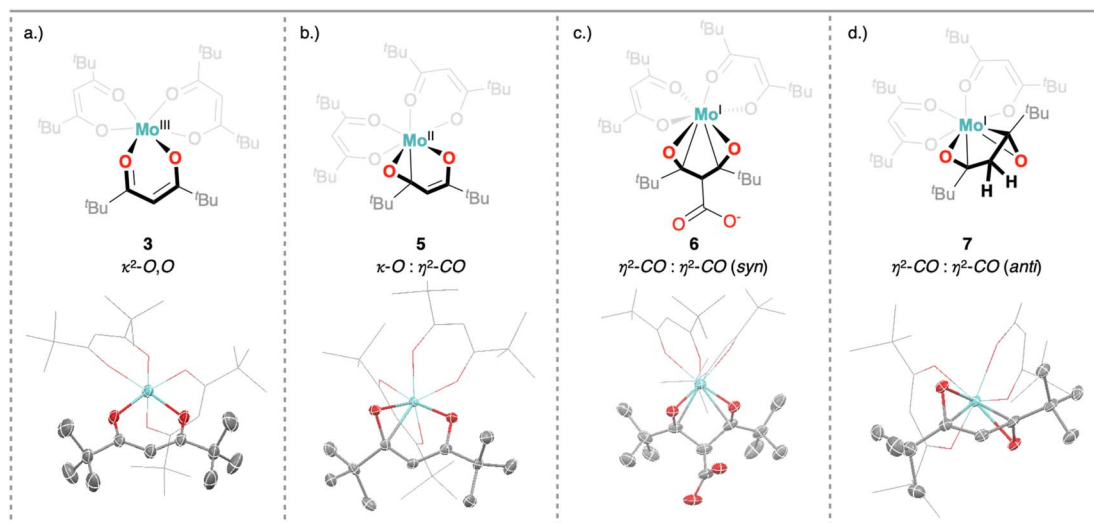 a.)
ᵗBu
ᵗBu
O
O
O
O
ᵗBu
ᵗBu
Moᴵᴵᴵ
O
O
ᵗBu
ᵗBu
3
κ²-O,O
b.)
ᵗBu
ᵗBu
O
O
ᵗBu
O
O
ᵗBu
Moᴵᴵ
O
O
ᵗBu
ᵗBu
5
κ-O : η²-CO
c.)
ᵗBu
ᵗBu
O
O
O
O
ᵗBu
ᵗBu
Moᴵ
O
O
ᵗBu
ᵗBu
O
O⁻
6
η²-CO : η²-CO (syn)
d.)
ᵗBu
ᵗBu
O
O
ᵗBu
O
O
ᵗBu
Moᴵ
ᵗBu
O
O
ᵗBu
H H
7
η²-CO : η²-CO (anti)